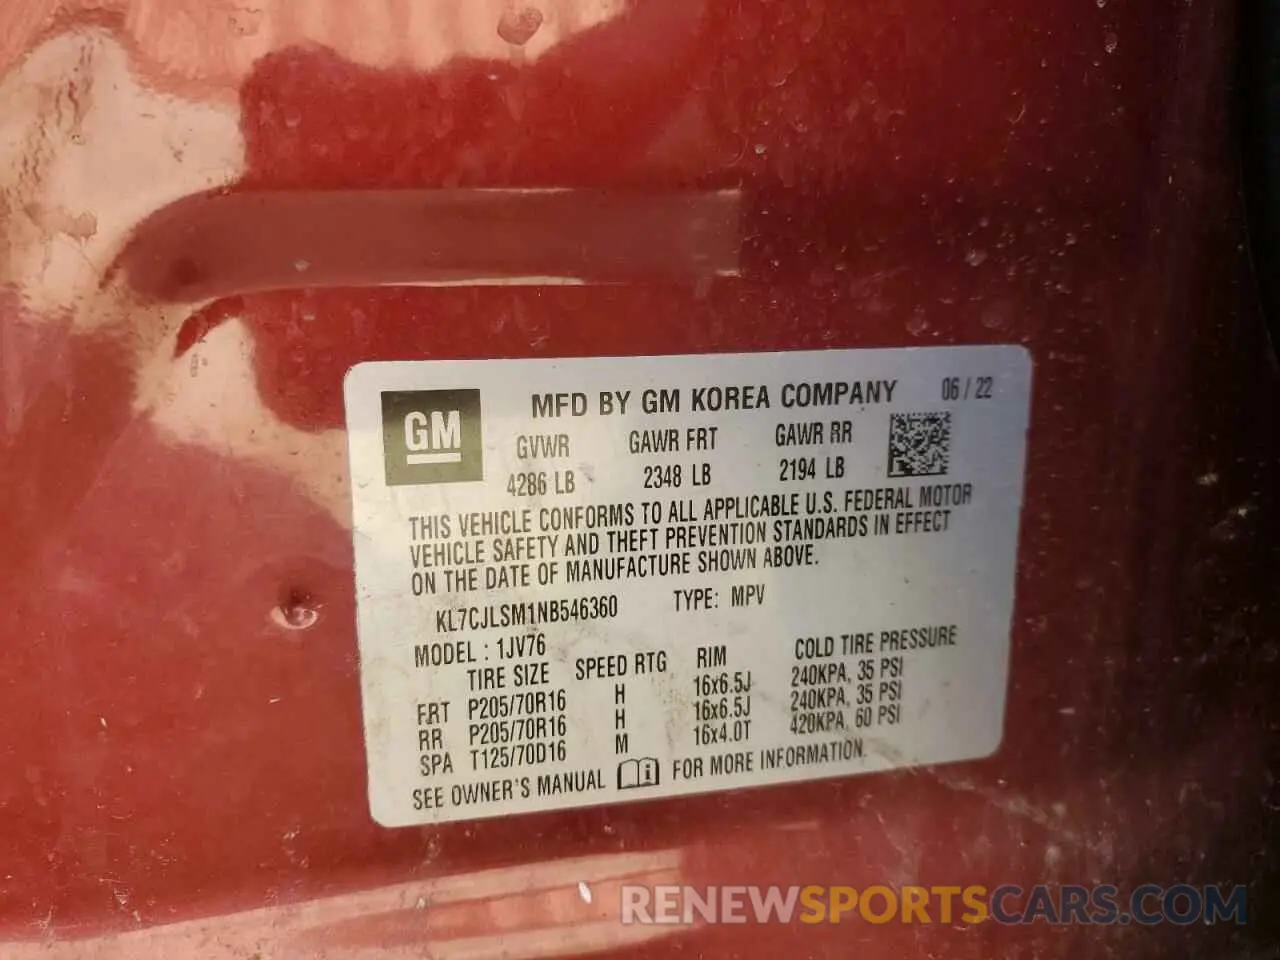 GM
MFD BY GM KOREA COMPANY 06 / 22
GVWR GAWR FRT GAWR RR
4286 LB 2348 LB 2194 LB
THIS VEHICLE CONFORMS TO ALL APPLICABLE U.S. FEDERAL MOTOR
VEHICLE SAFETY AND THEFT PREVENTION STANDARDS IN EFFECT
ON THE DATE OF MANUFACTURE SHOWN ABOVE.
KL7CJLSM1NB546360 TYPE: MPV
MODEL : 1JV76
TIRE SIZE SPEED RTG RIM COLD TIRE PRESSURE
FRT P205/70R16 H 16x6.5J 240KPA, 35 PSI
RR P205/70R16 H 16x6.5J 240KPA, 35 PSI
SPA T125/70D16 M 16x4.0T 420KPA, 60 PSI
SEE OWNER'S MANUAL FOR MORE INFORMATION.
RENEWSPORTSCARS.COM